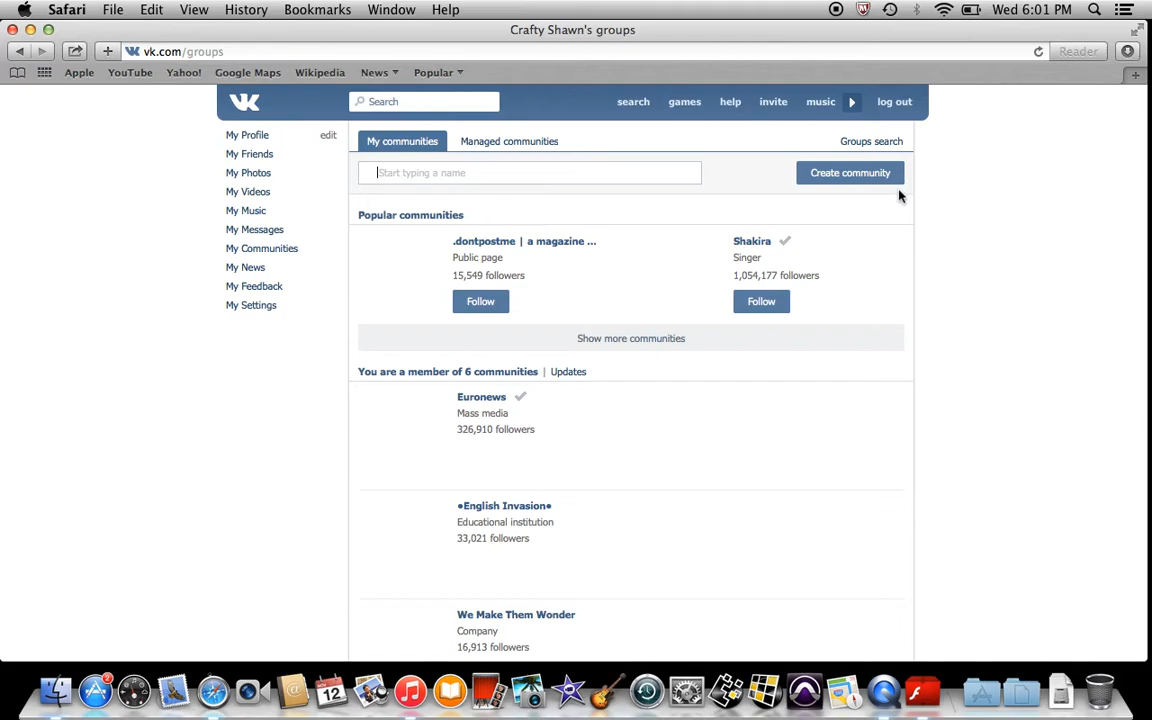 Safari File Edit View History Bookmarks Window Help Wed 6:01 PM
Crafty Shawn's groups
vk.com/groups Reader
Apple YouTube Yahoo! Google Maps Wikipedia News Popular
Search search games help invite music log out
My Profile edit
My Friends
My Photos
My Videos
My Music
My Messages
My Communities
My News
My Feedback
My Settings
My communities Managed communities Groups search
Start typing a name Create community
Popular communities
.dontpostme | a magazine ...
Public page
15,549 followers
Follow
Shakira
Singer
1,054,177 followers
Follow
Show more communities
You are a member of 6 communities | Updates
Euronews
Mass media
326,910 followers
•English Invasion•
Educational institution
33,021 followers
We Make Them Wonder
Company
16,913 followers
2
12